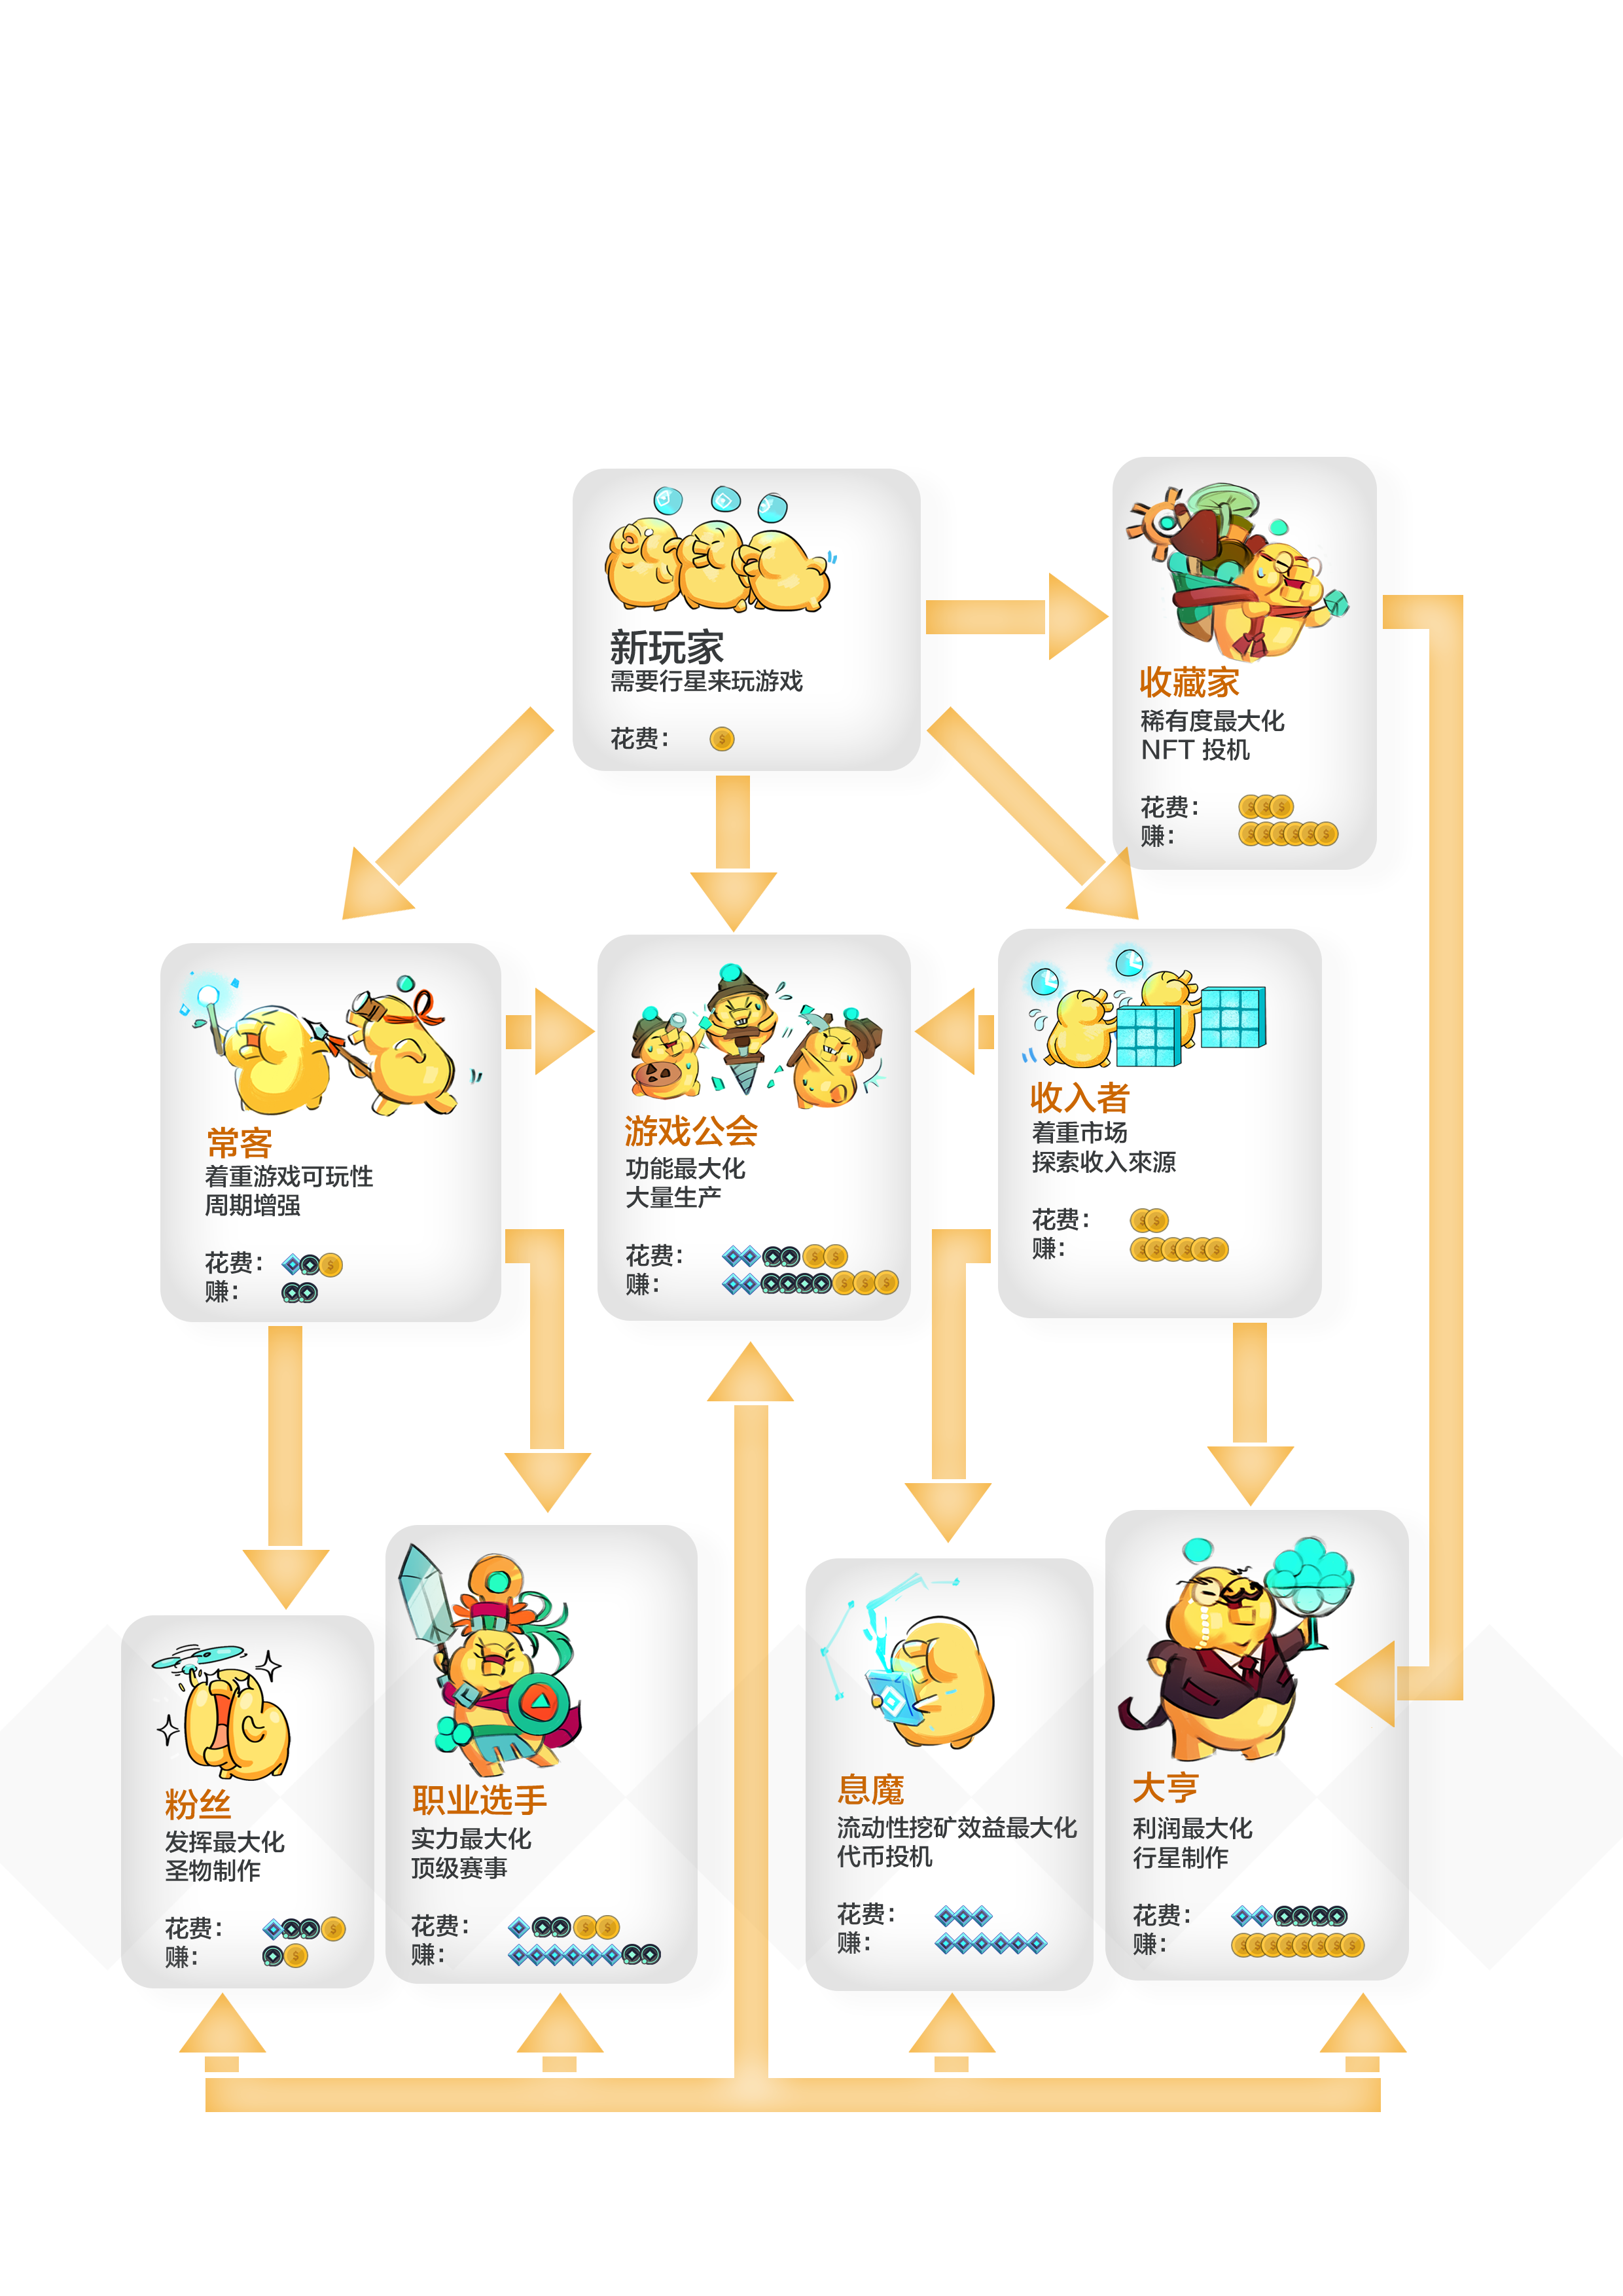 新玩家
需要行星来玩游戏
花费：
收藏家
稀有度最大化
NFT 投机
花费：
赚：
常客
着重游戏可玩性
周期增强
花费：
赚：
游戏公会
功能最大化
大量生产
花费：
赚：
收入者
着重市场
探索收入來源
花费：
赚：
粉丝
发挥最大化
圣物制作
花费：
赚：
职业选手
实力最大化
顶级赛事
花费：
赚：
息魔
流动性挖矿效益最大化
代币投机
花费：
赚：
大亨
利润最大化
行星制作
花费：
赚：